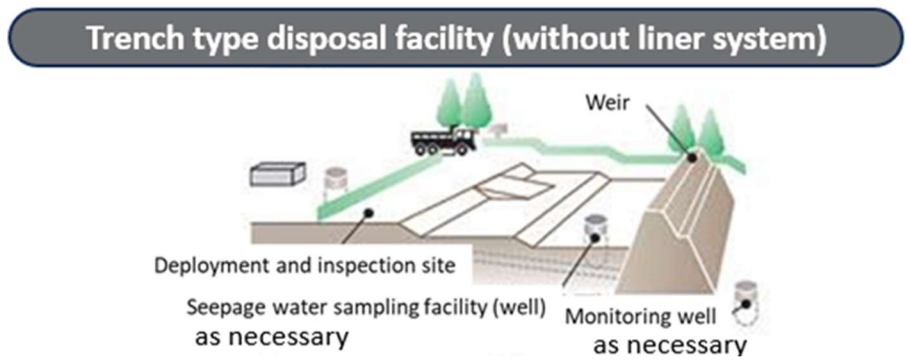 Trench type disposal facility (without liner system)
Weir
Deployment and inspection site
Seepage water sampling facility (well)
as necessary
Monitoring well
as necessary